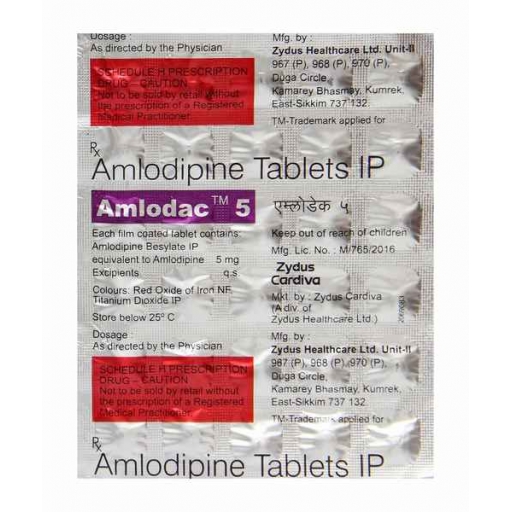 Dosage :
As directed by the Physician
SCHEDULE H PRESCRIPTION
DRUG – CAUTION
Not to be sold by retail without
the prescription of a Registered
Medical Practitioner.
Mfg. by :
Zydus Healthcare Ltd. Unit-II
967 (P), 968 (P), 970 (P),
Duga Circle,
Kamarey Bhasmay, Kumrek,
East-Sikkim 737 132.
TM-Trademark applied for
Rx
Amlodipine Tablets IP
Amlodac TM 5
एम्लोडेक ५
Each film coated tablet contains:
Amlodipine Besylate IP
equivalent to Amlodipine 5 mg
Excipients q.s.
Colours: Red Oxide of Iron NF,
Titanium Dioxide IP
Store below 25° C
Keep out of reach of children
Mfg. Lic. No. : M/765/2016
Zydus
Cardiva
Mkt. by : Zydus Cardiva
(A div. of
Zydus Healthcare Ltd.)
Dosage :
As directed by the Physician
SCHEDULE H PRESCRIPTION
DRUG – CAUTION
Not to be sold by retail without
the prescription of a Registered
Medical Practitioner.
Mfg. by :
Zydus Healthcare Ltd. Unit-II
967 (P), 968 (P), 970 (P),
Duga Circle,
Kamarey Bhasmay, Kumrek,
East-Sikkim 737 132
TM-Trademark applied for
Rx
Amlodipine Tablets IP